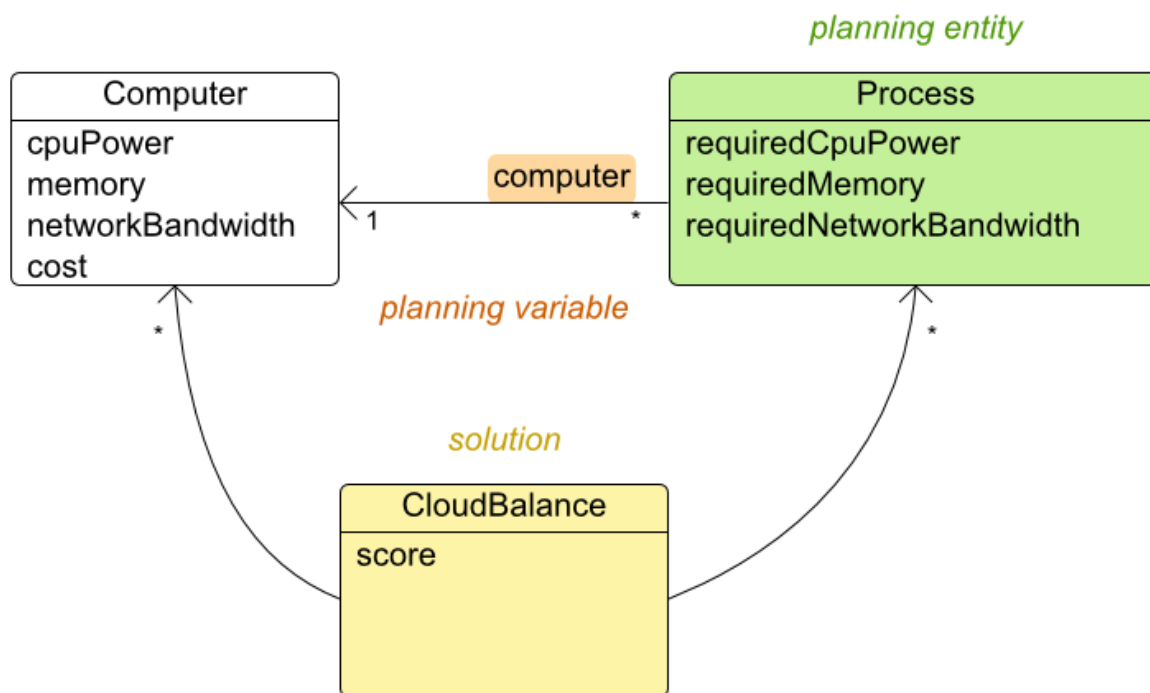 planning entity
Computer
cpuPower
memory
networkBandwidth
cost
computer
1
*
Process
requiredCpuPower
requiredMemory
requiredNetworkBandwidth
planning variable
*
*
solution
CloudBalance
score